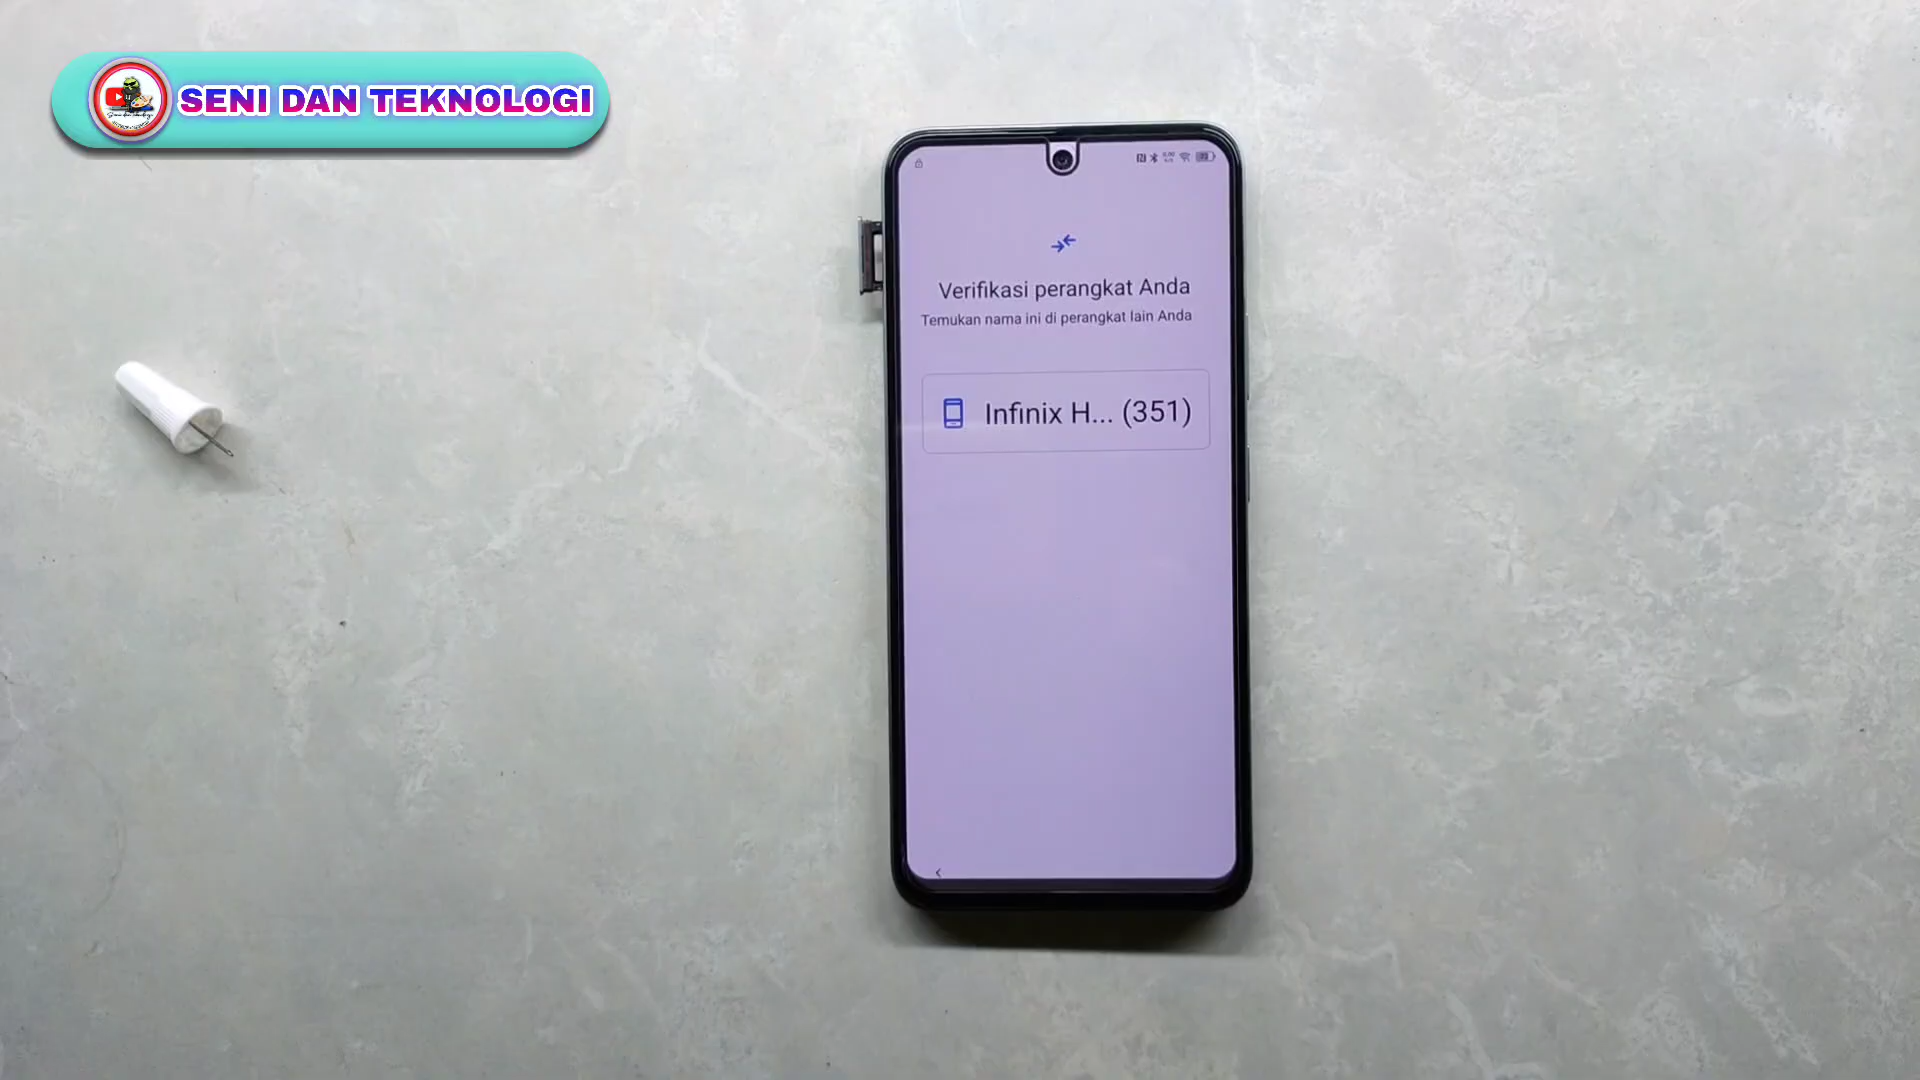 SENI DAN TEKNOLOGI
Verifikasi perangkat Anda
Temukan nama ini di perangkat lain Anda
Infinix H... (351)